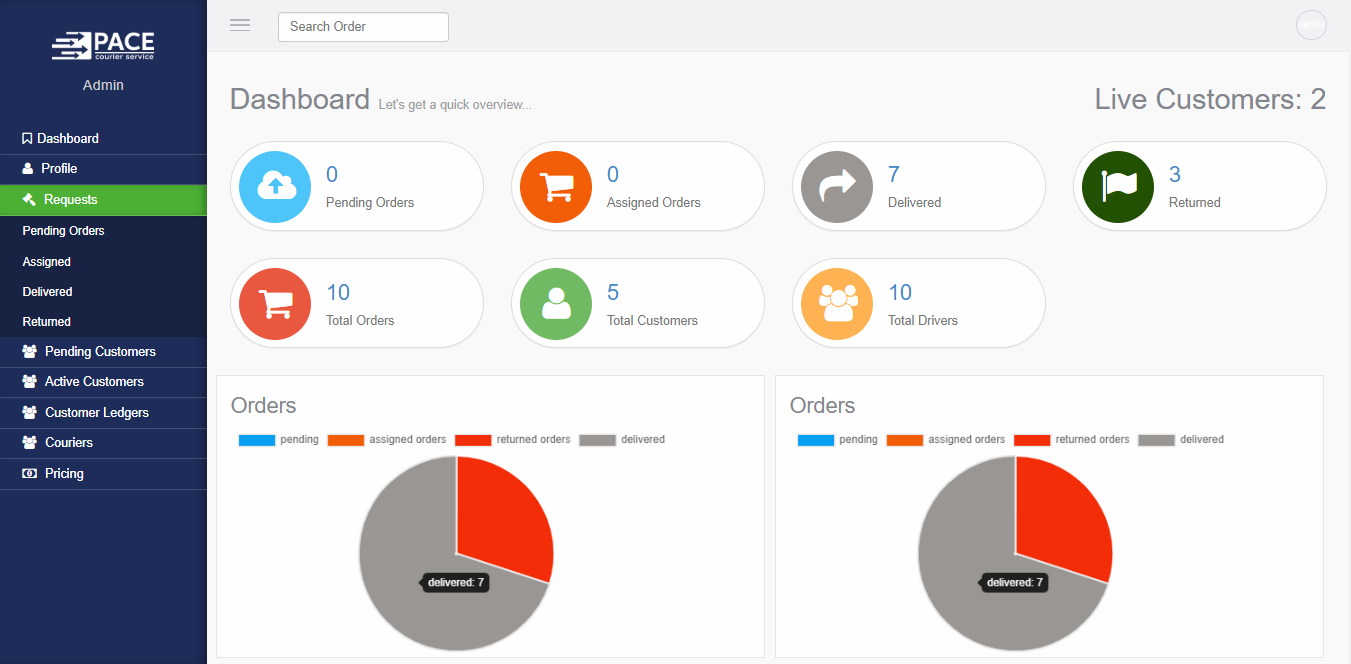 PACE
courier service
Admin
Dashboard
Profile
Requests
Pending Orders
Assigned
Delivered
Returned
Pending Customers
Active Customers
Customer Ledgers
Couriers
Pricing
Search Order
Dashboard Let's get a quick overview...
Live Customers: 2
0
Pending Orders
0
Assigned Orders
7
Delivered
3
Returned
10
Total Orders
5
Total Customers
10
Total Drivers
Orders
pending assigned orders returned orders delivered
delivered: 7
Orders
pending assigned orders returned orders delivered
delivered: 7